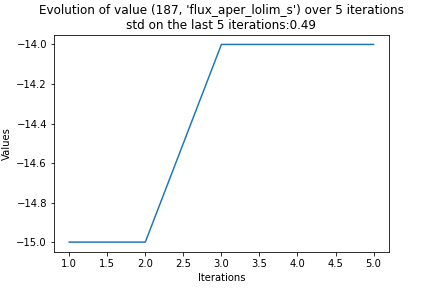 Evolution of value (187, 'flux_aper_lolim_s') over 5 iterations
std on the last 5 iterations:0.49
Values
−14.0
−14.2
−14.4
−14.6
−14.8
−15.0
1.0 1.5 2.0 2.5 3.0 3.5 4.0 4.5 5.0
Iterations